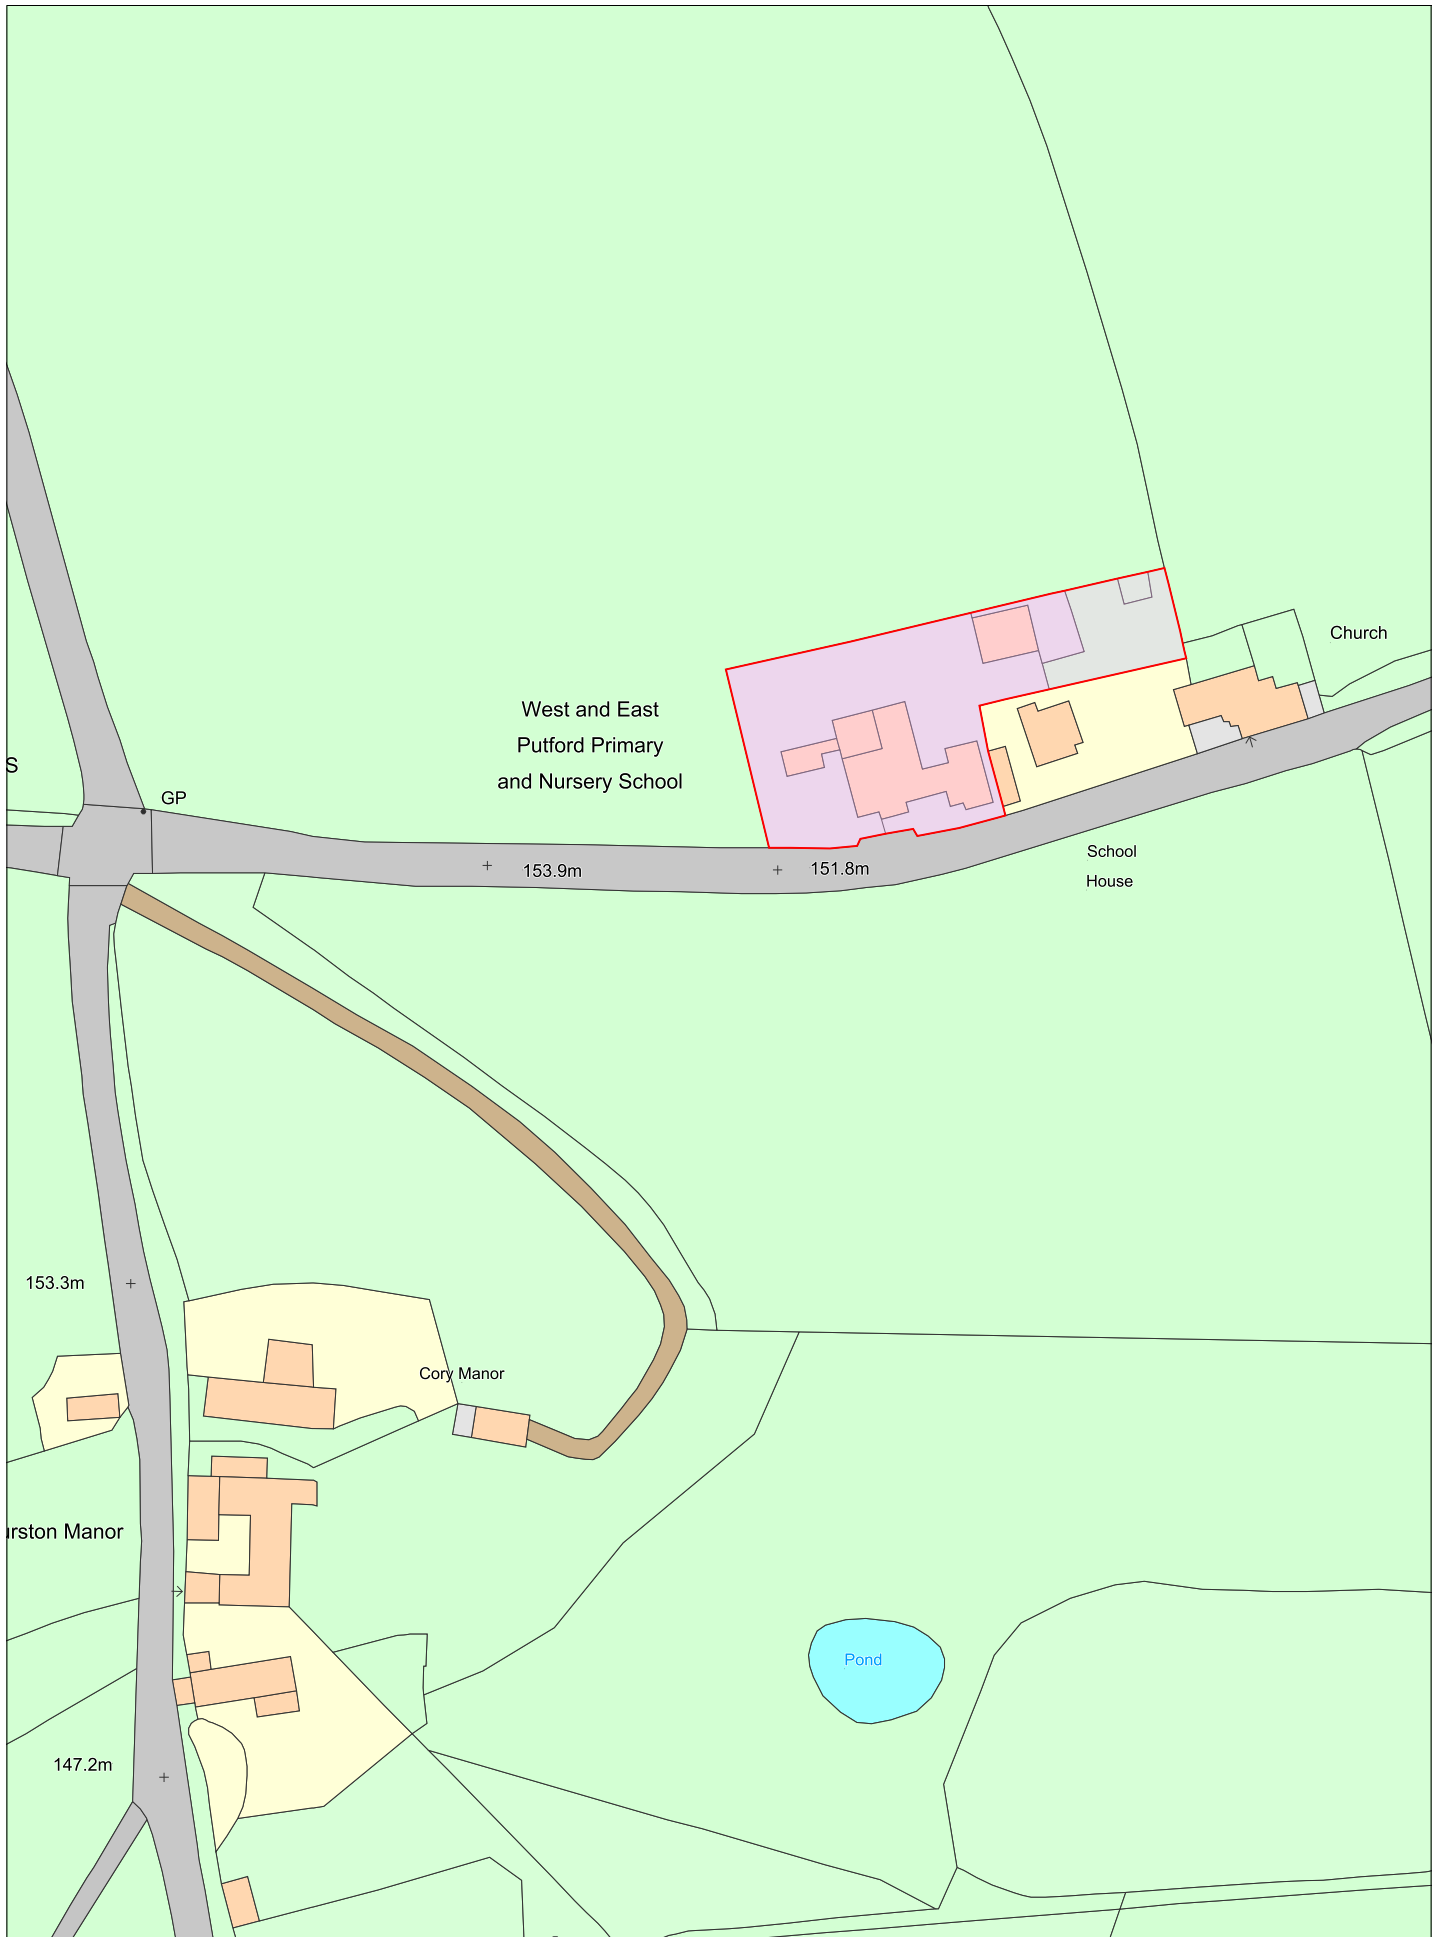 Church
West and East
Putford Primary
and Nursery School
S
GP
School
House
153.9m
151.8m
153.3m
Cory Manor
urston Manor
Pond
147.2m